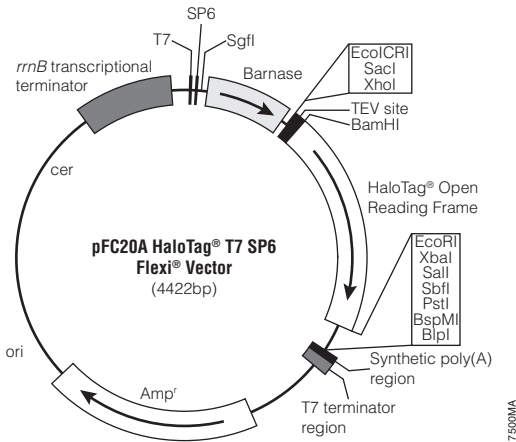 SP6
T7
SgfI
rrnB transcriptional
terminator
Barnase
EcoICRI
SacI
XhoI
TEV site
BamHI
cer
HaloTag® Open
Reading Frame
pFC20A HaloTag® T7 SP6
Flexi® Vector
(4422bp)
EcoRI
XbaI
SalI
SbfI
PstI
BspMI
BlpI
ori
Synthetic poly(A)
region
Ampr
T7 terminator
region
7500MA